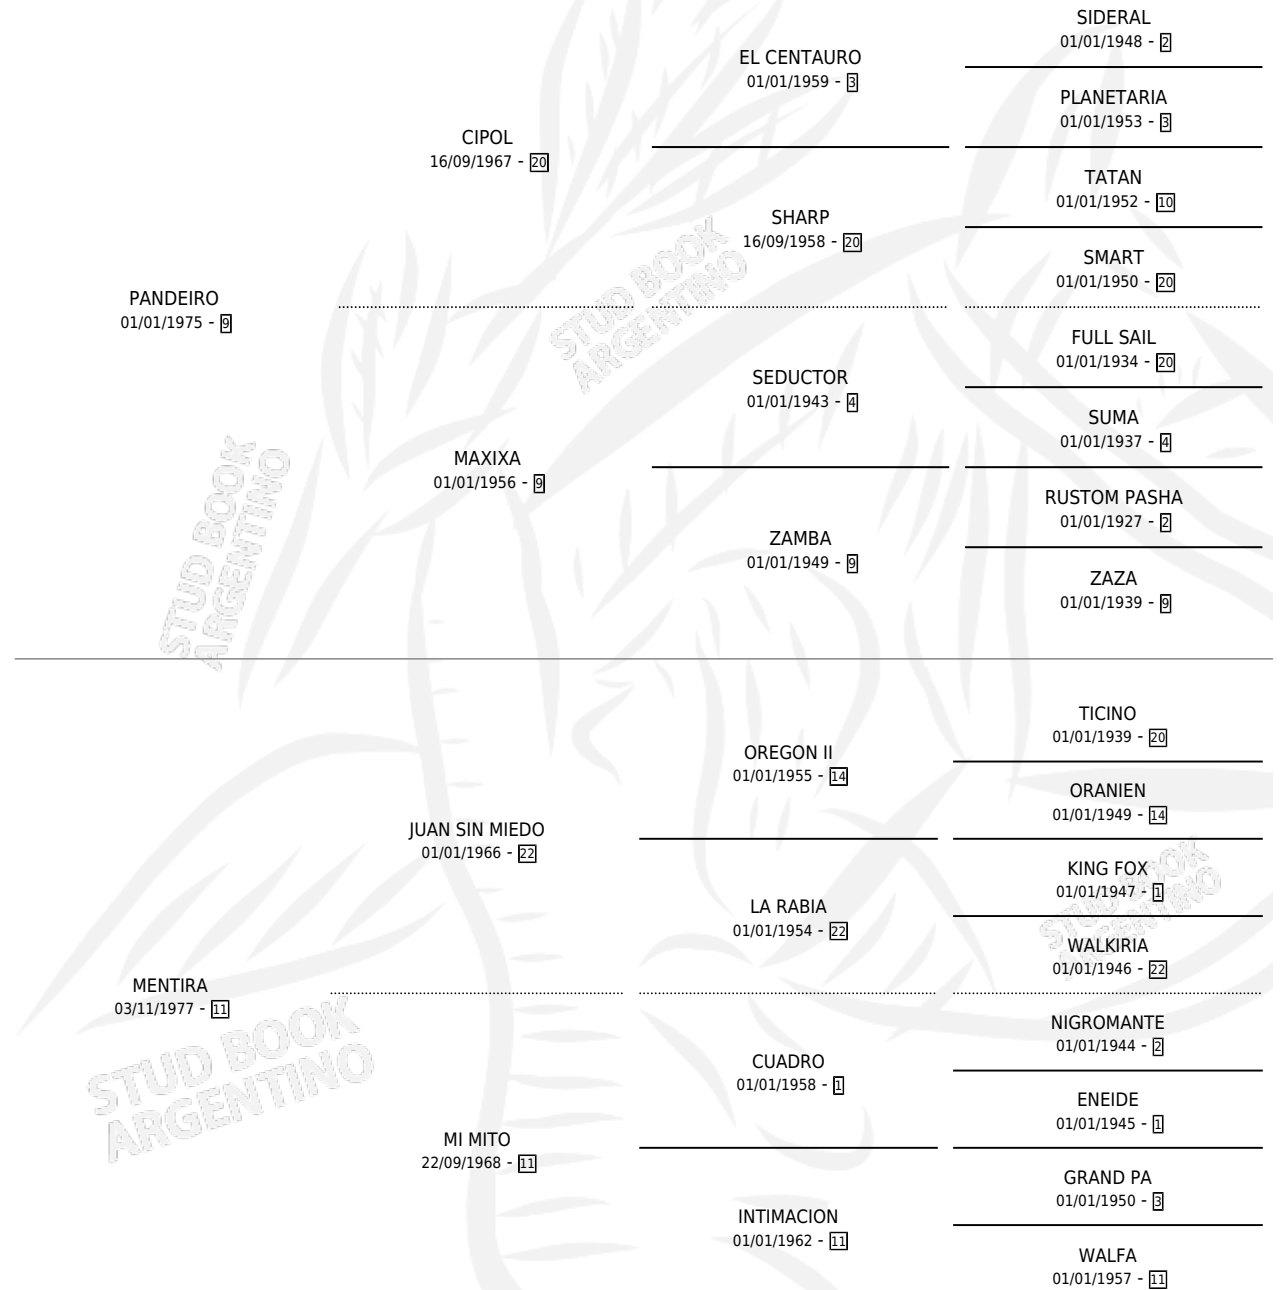 SIDERAL
01/01/1948 - 2
EL CENTAURO
01/01/1959 - 3
PLANETARIA
01/01/1953 - 3
CIPOL
16/09/1967 - 20
TATAN
01/01/1952 - 10
SHARP
16/09/1958 - 20
SMART
01/01/1950 - 20
PANDEIRO
01/01/1975 - 9
FULL SAIL
01/01/1934 - 20
SEDUCTOR
01/01/1943 - 4
SUMA
01/01/1937 - 4
MAXIXA
01/01/1956 - 9
RUSTOM PASHA
01/01/1927 - 2
ZAMBA
01/01/1949 - 9
ZAZA
01/01/1939 - 9
TICINO
01/01/1939 - 20
OREGON II
01/01/1955 - 14
ORANIEN
01/01/1949 - 14
JUAN SIN MIEDO
01/01/1966 - 22
KING FOX
01/01/1947 - 1
LA RABIA
01/01/1954 - 22
WALKIRIA
01/01/1946 - 22
MENTIRA
03/11/1977 - 11
NIGROMANTE
01/01/1944 - 2
CUADRO
01/01/1958 - 1
ENEIDE
01/01/1945 - 1
MI MITO
22/09/1968 - 11
GRAND PA
01/01/1950 - 3
INTIMACION
01/01/1962 - 11
WALFA
01/01/1957 - 11
STUD BOOK
ARGENTINO
STUD BOOK
ARGENTINO
STUD BOOK
ARGENTINO
STUD BOOK
ARGENTINO